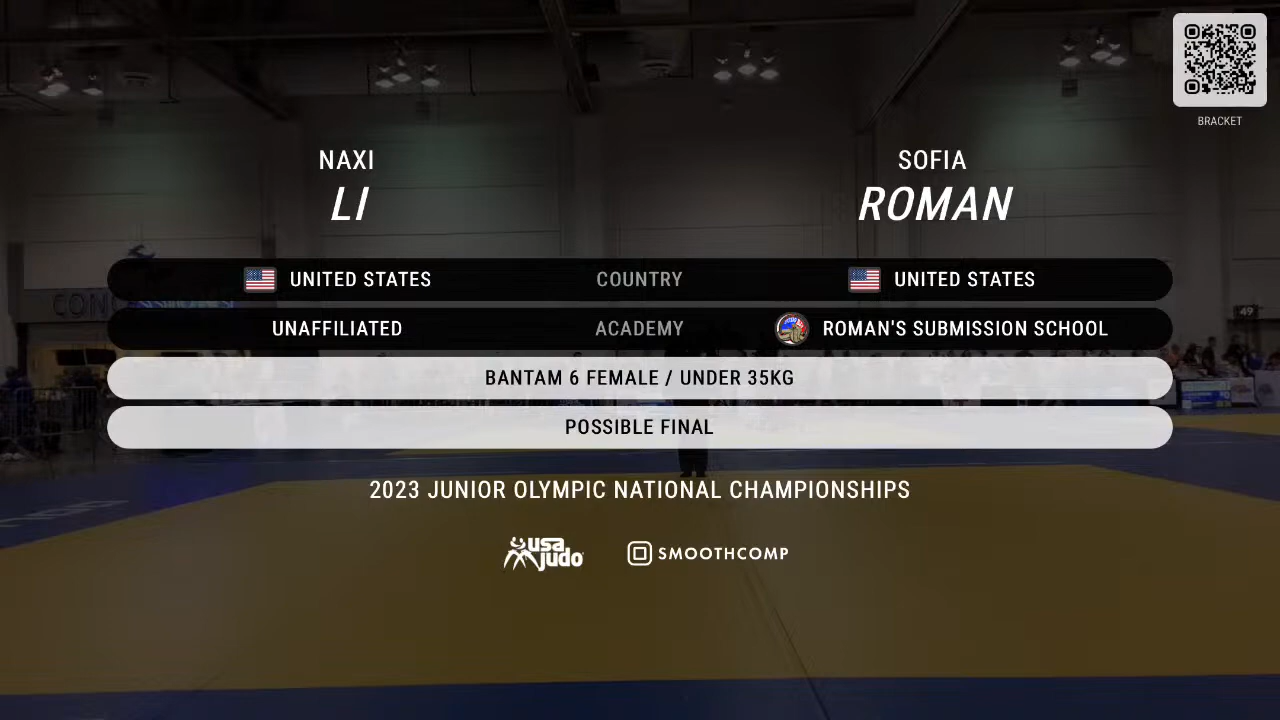 BRACKET
NAXI
LI
SOFIA
ROMAN
UNITED STATES COUNTRY UNITED STATES
UNAFFILIATED ACADEMY ROMAN'S SUBMISSION SCHOOL
BANTAM 6 FEMALE / UNDER 35KG
POSSIBLE FINAL
2023 JUNIOR OLYMPIC NATIONAL CHAMPIONSHIPS
usa judo
SMOOTHCOMP
49